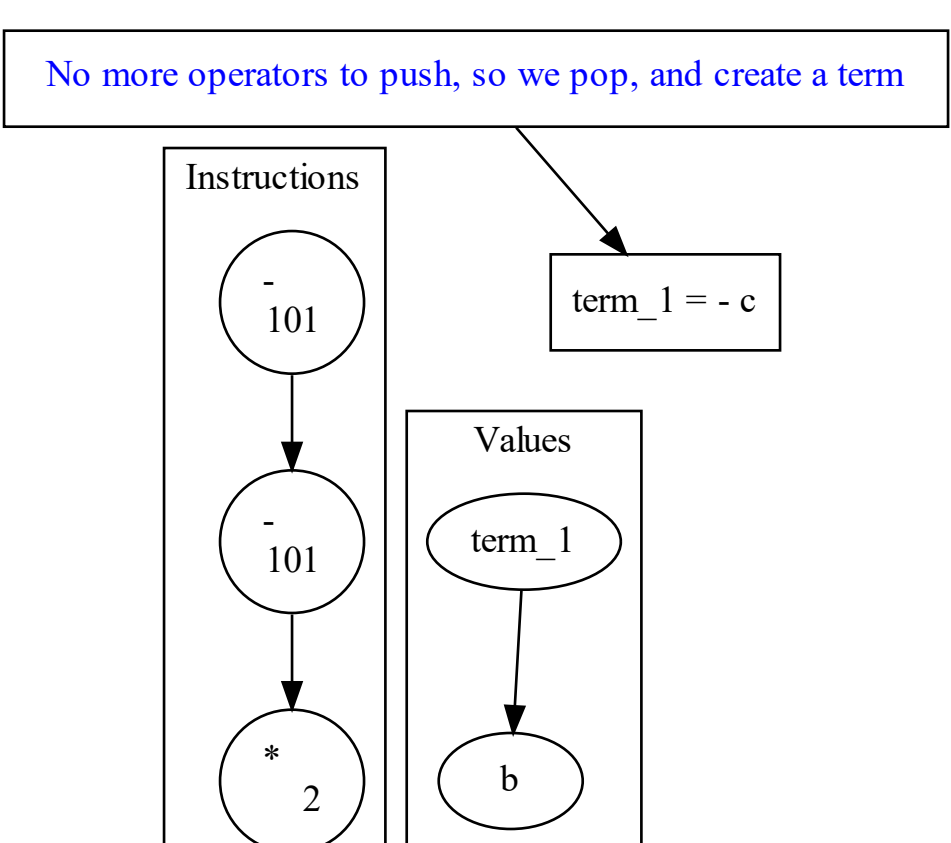 No more operators to push, so we pop, and create a term
Instructions
-
101
term_1 = - c
-
101
Values
term_1
*
2
b